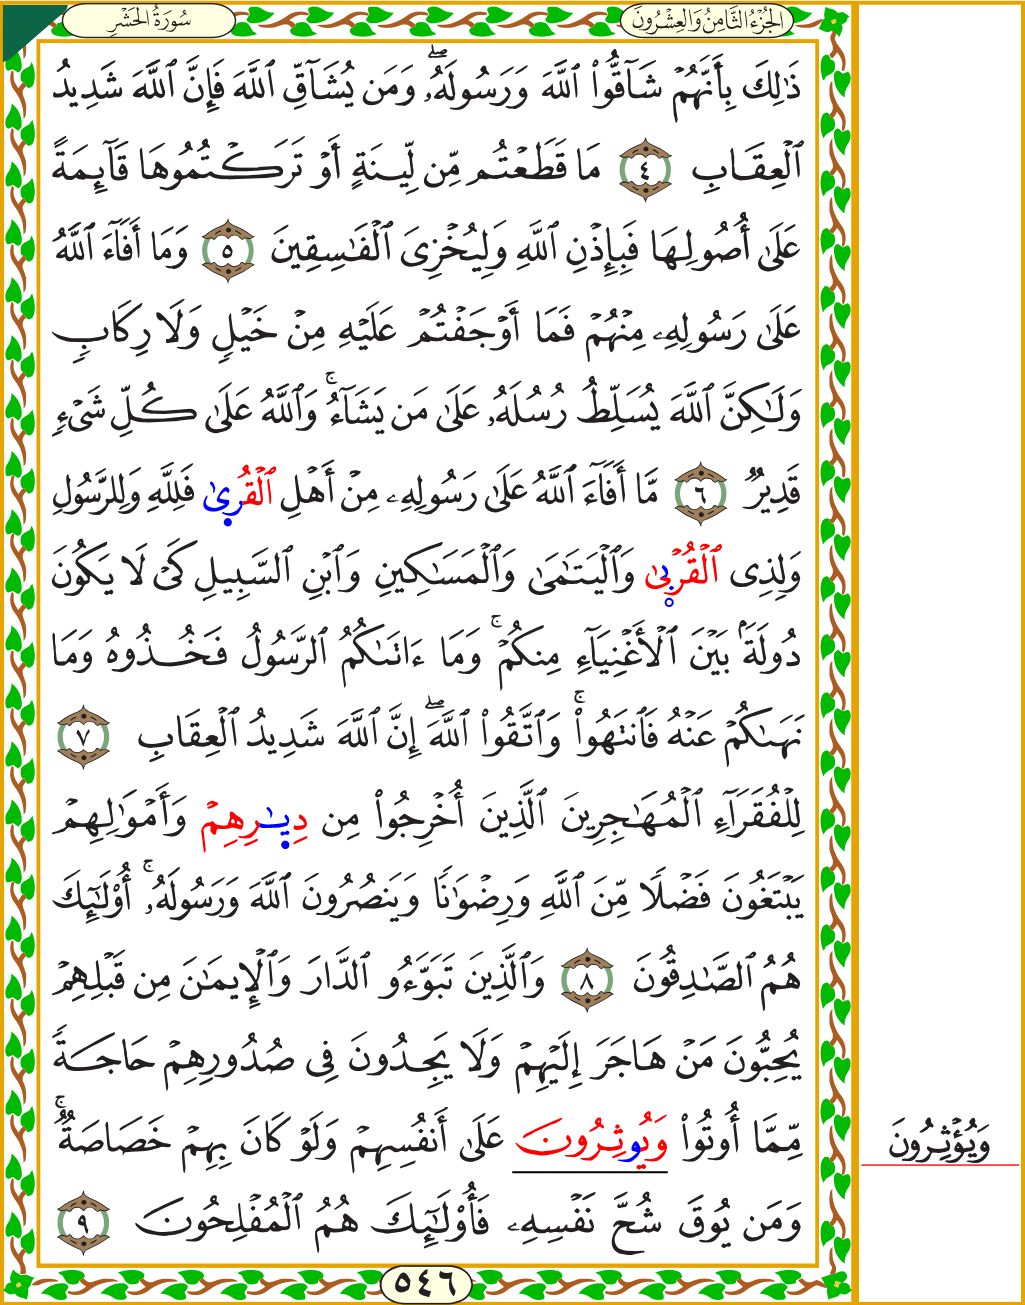 سُورَةُ الحَشْرِ
الجُزْءُ الثَّامِنُ وَالعِشْرُونَ
ذَٰلِكَ بِأَنَّهُمْ شَآقُّوا۟ ٱللَّهَ وَرَسُولَهُۥ ۖ وَمَن يُشَآقِّ ٱللَّهَ فَإِنَّ ٱللَّهَ شَدِيدُ
ٱلْعِقَابِ ٤ مَا قَطَعْتُم مِّن لِّينَةٍ أَوْ تَرَكْتُمُوهَا قَآئِمَةً
عَلَىٰٓ أُصُولِهَا فَبِإِذْنِ ٱللَّهِ وَلِيُخْزِىَ ٱلْفَٰسِقِينَ ٥ وَمَا أَفَآءَ ٱللَّهُ
عَلَىٰ رَسُولِهِۦ مِنْهُمْ فَمَا أَوْجَفْتُمْ عَلَيْهِ مِنْ خَيْلٍ وَلَا رِكَابٍ
وَلَٰكِنَّ ٱللَّهَ يُسَلِّطُ رُسُلَهُۥ عَلَىٰ مَن يَشَآءُ ۚ وَٱللَّهُ عَلَىٰ كُلِّ شَىْءٍ
قَدِيرٌ ٦ مَّا أَفَآءَ ٱللَّهُ عَلَىٰ رَسُولِهِۦ مِنْ أَهْلِ ٱلْقُرىٰ فَلِلَّهِ وَلِلرَّسُولِ
وَلِذِى ٱلْقُرْبىٰ وَٱلْيَتَٰمَىٰ وَٱلْمَسَٰكِينِ وَٱبْنِ ٱلسَّبِيلِ كَىْ لَا يَكُونَ
دُولَةًۢ بَيْنَ ٱلْأَغْنِيَآءِ مِنكُمْ ۚ وَمَا ءَاتَىٰكُمُ ٱلرَّسُولُ فَخُذُوهُ وَمَا
نَهَىٰكُمْ عَنْهُ فَٱنتَهُوا۟ ۚ وَٱتَّقُوا۟ ٱللَّهَ ۖ إِنَّ ٱللَّهَ شَدِيدُ ٱلْعِقَابِ ٧
لِلْفُقَرَآءِ ٱلْمُهَٰجِرِينَ ٱلَّذِينَ أُخْرِجُوا۟ مِن دِيٰرِهِمْ وَأَمْوَٰلِهِمْ
يَبْتَغُونَ فَضْلًا مِّنَ ٱللَّهِ وَرِضْوَٰنًا وَيَنصُرُونَ ٱللَّهَ وَرَسُولَهُۥ ۚ أُو۟لَٰٓئِكَ
هُمُ ٱلصَّٰدِقُونَ ٨ وَٱلَّذِينَ تَبَوَّءُو ٱلدَّارَ وَٱلْإِيمَٰنَ مِن قَبْلِهِمْ
يُحِبُّونَ مَنْ هَاجَرَ إِلَيْهِمْ وَلَا يَجِدُونَ فِى صُدُورِهِمْ حَاجَةً
مِّمَّا أُوتُوا۟ وَيُوثِرُونَ عَلَىٰٓ أَنفُسِهِمْ وَلَوْ كَانَ بِهِمْ خَصَاصَةٌ ۚ
وَيُؤْثِرُونَ
وَمَن يُوقَ شُحَّ نَفْسِهِۦ فَأُو۟لَٰٓئِكَ هُمُ ٱلْمُفْلِحُونَ ٩
٥٤٦